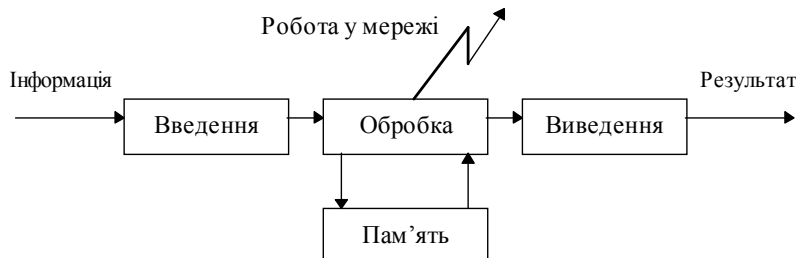 Робота у мережі
Інформація
Результат
Введення
Обробка
Виведення
Пам’ять